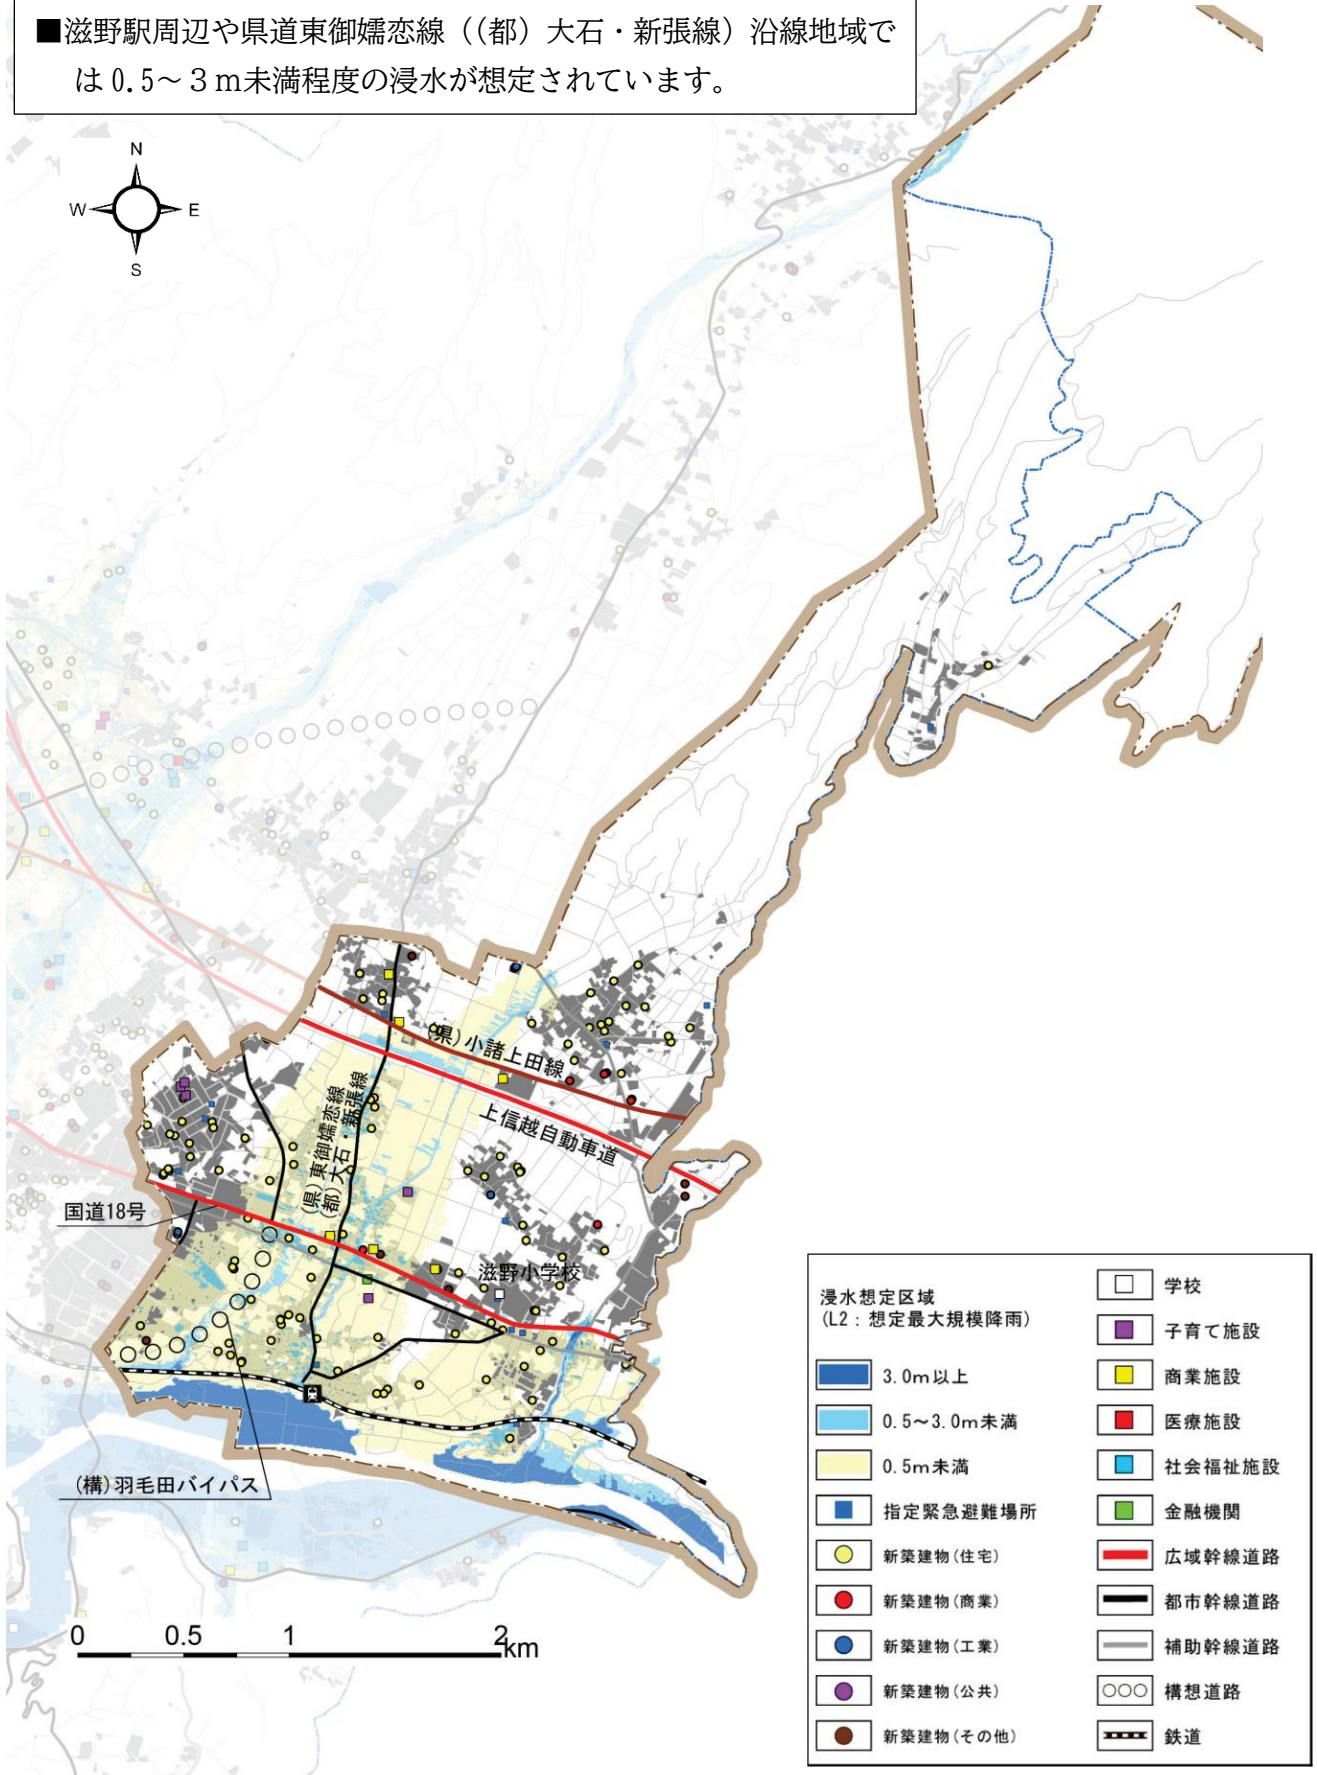 ■滋野駅周辺や県道東御嬬恋線（(都）大石・新張線）沿線地域で
は0.5～３ｍ未満程度の浸水が想定されています。
N
W E
S
(県)小諸上田線
上信越自動車道
(県)東御嬬恋線
(都)大石・新張線
国道18号
滋野小学校
(構)羽毛田バイパス
0 0.5 1 2km
浸水想定区域
(L2：想定最大規模降雨)
3.0m以上
0.5～3.0m未満
0.5m未満
指定緊急避難場所
新築建物(住宅)
新築建物(商業)
新築建物(工業)
新築建物(公共)
新築建物(その他)
学校
子育て施設
商業施設
医療施設
社会福祉施設
金融機関
広域幹線道路
都市幹線道路
補助幹線道路
構想道路
鉄道